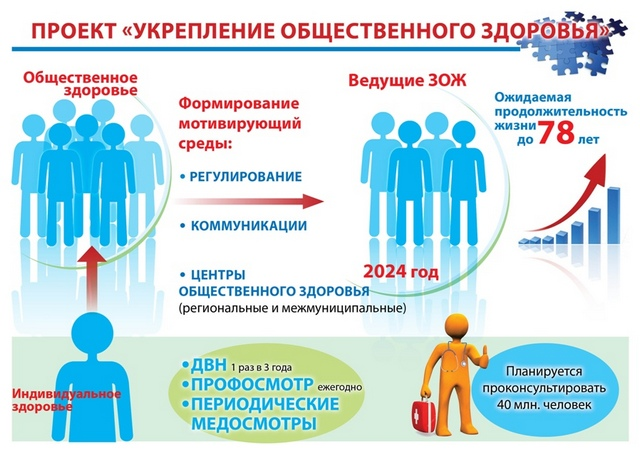 ПРОЕКТ «УКРЕПЛЕНИЕ ОБЩЕСТВЕННОГО ЗДОРОВЬЯ»
Общественное
здоровье
Формирование
мотивирующий
среды:
• РЕГУЛИРОВАНИЕ
• КОММУНИКАЦИИ
• ЦЕНТРЫ
ОБЩЕСТВЕННОГО ЗДОРОВЬЯ
(региональные и межмуниципальные)
Ведущие ЗОЖ
2024 год
Ожидаемая
продолжительность
жизни
до 78 лет
Индивидуальное
здоровье
•ДВН 1 раз в 3 года
•ПРОФОСМОТР ежегодно
•ПЕРИОДИЧЕСКИЕ
МЕДОСМОТРЫ
Планируется
проконсультировать
40 млн. человек